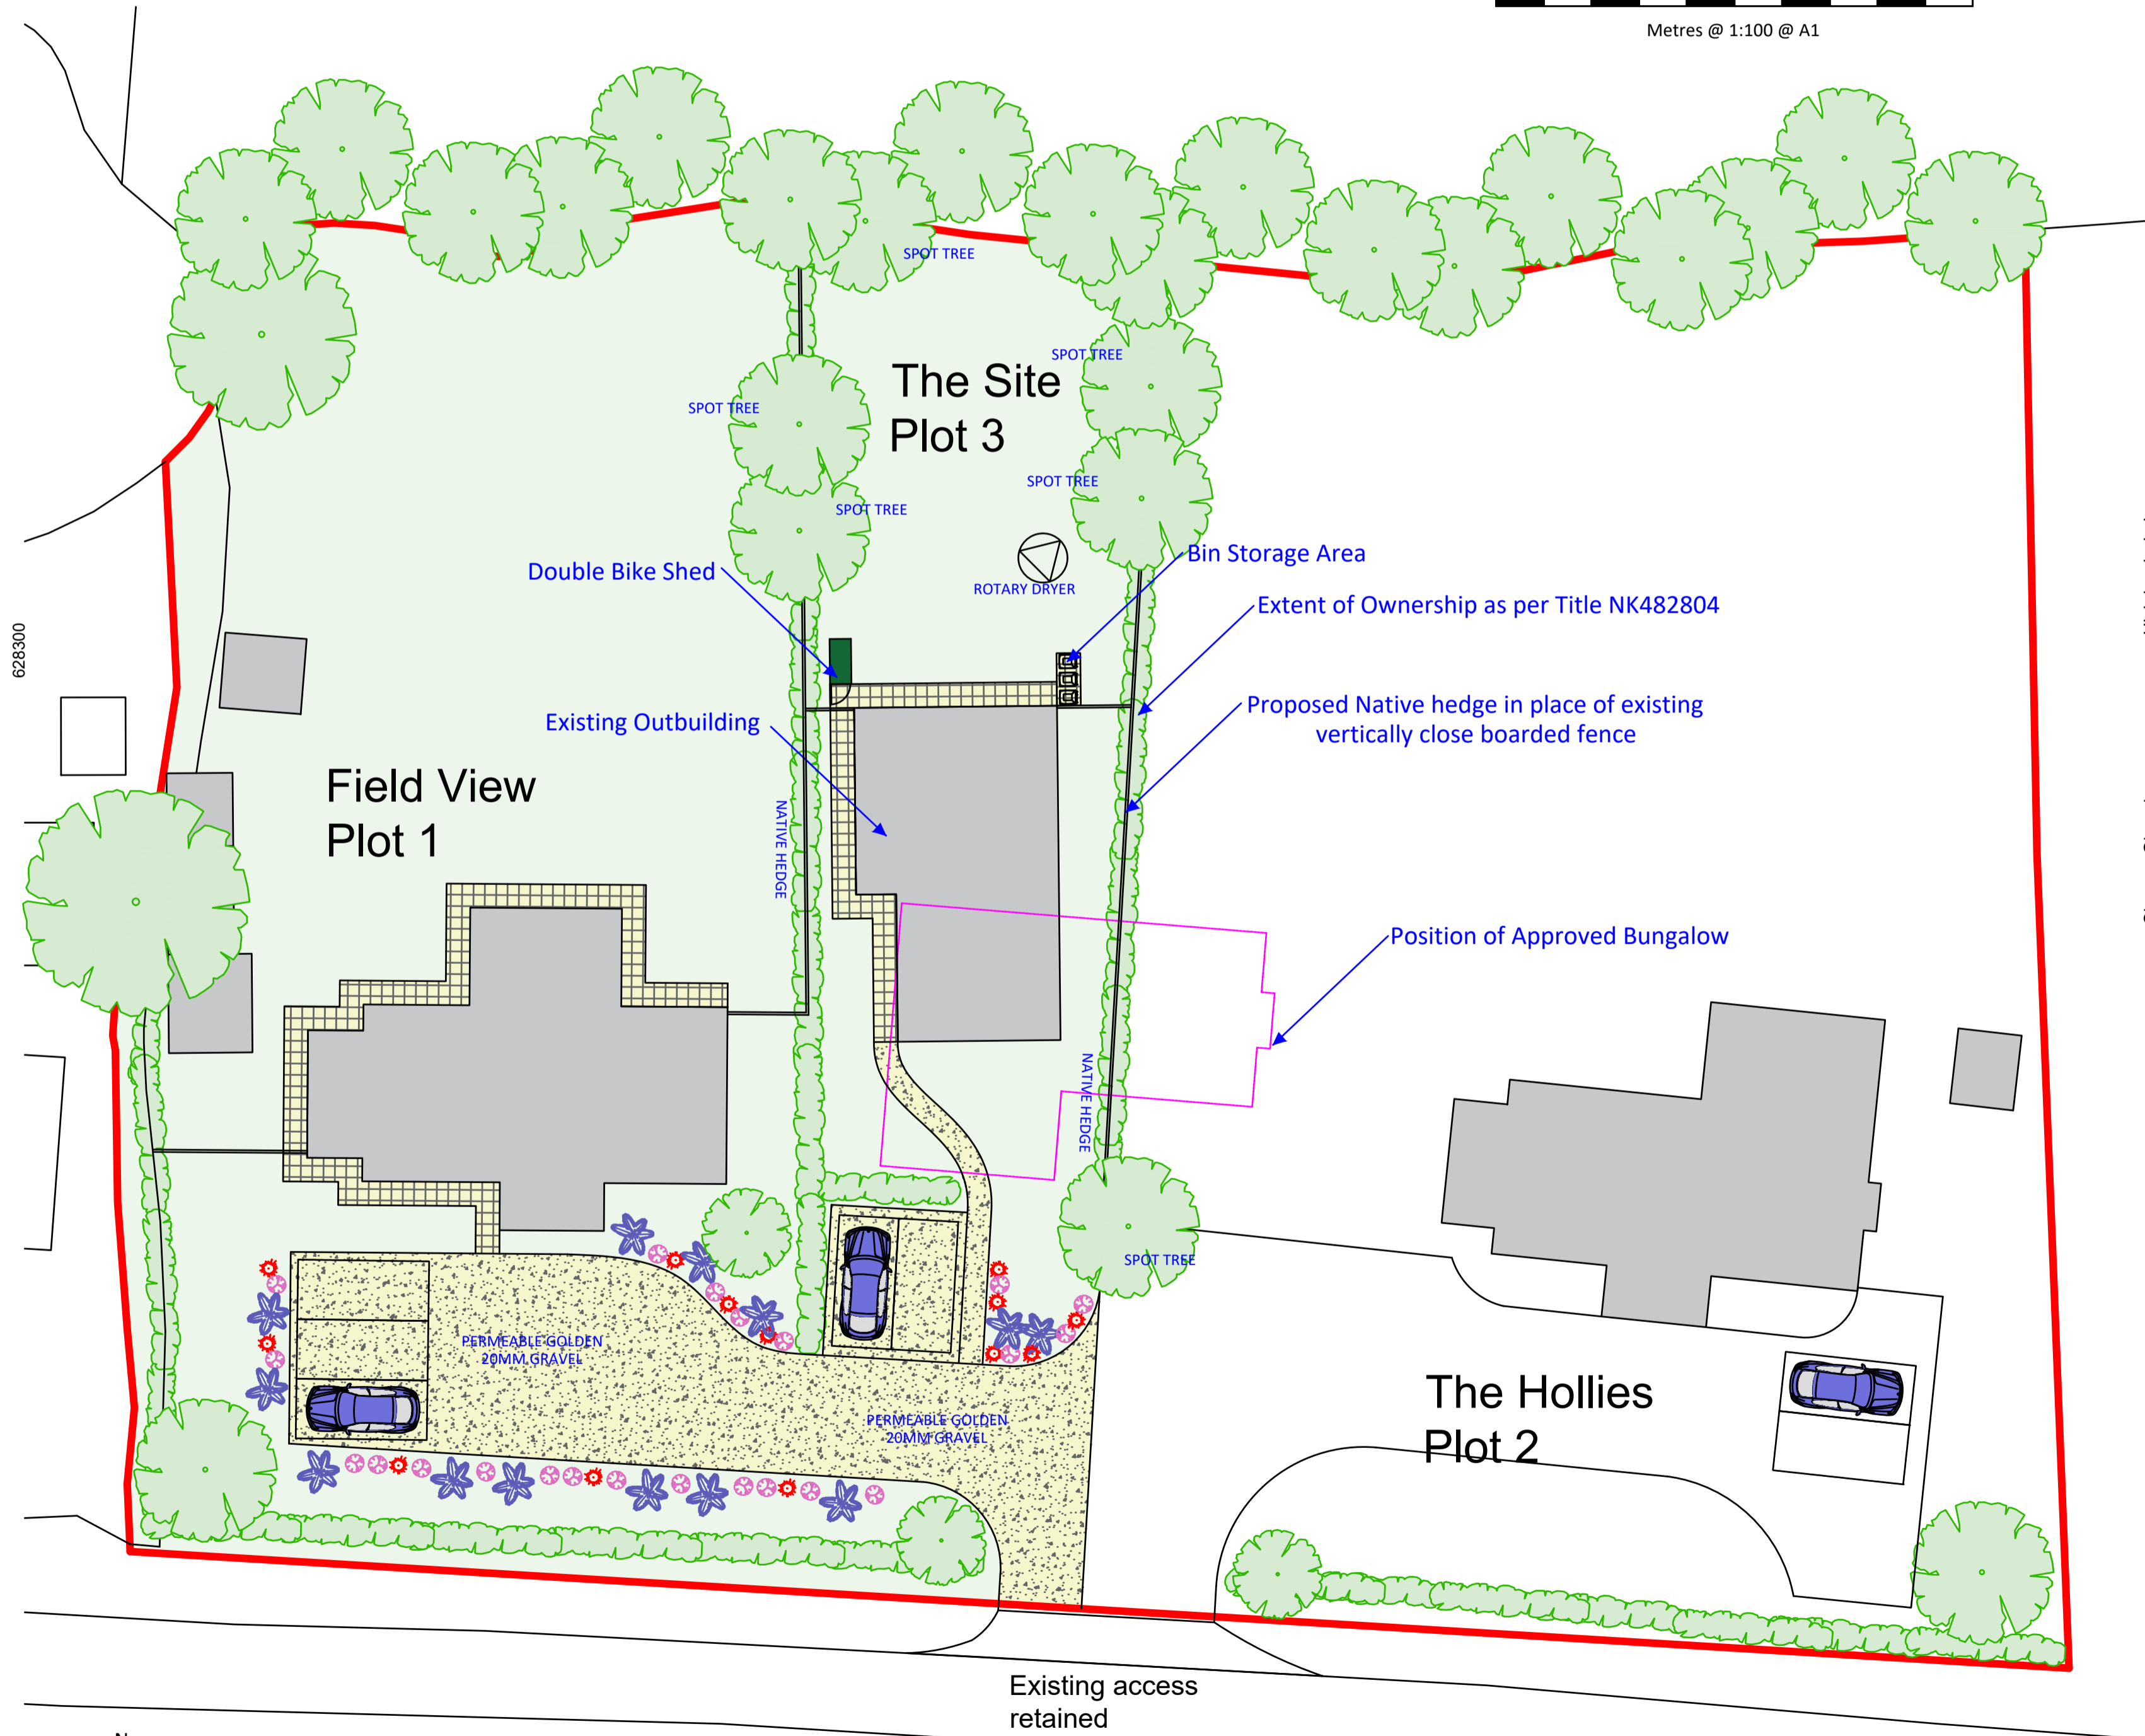 Metres @ 1:100 @ A1
SPOT TREE
The Site
Plot 3
SPOT TREE
SPOT TREE
SPOT TREE
SPOT TREE
Double Bike Shed
ROTARY DRYER
Bin Storage Area
Extent of Ownership as per Title NK482804
628300
Existing Outbuilding
Proposed Native hedge in place of existing
vertically close boarded fence
Field View
Plot 1
NATIVE HEDGE
Position of Approved Bungalow
NATIVE HEDGE
SPOT TREE
PERMEABLE GOLDEN
20MM GRAVEL
PERMEABLE GOLDEN
20MM GRAVEL
The Hollies
Plot 2
Existing access
retained